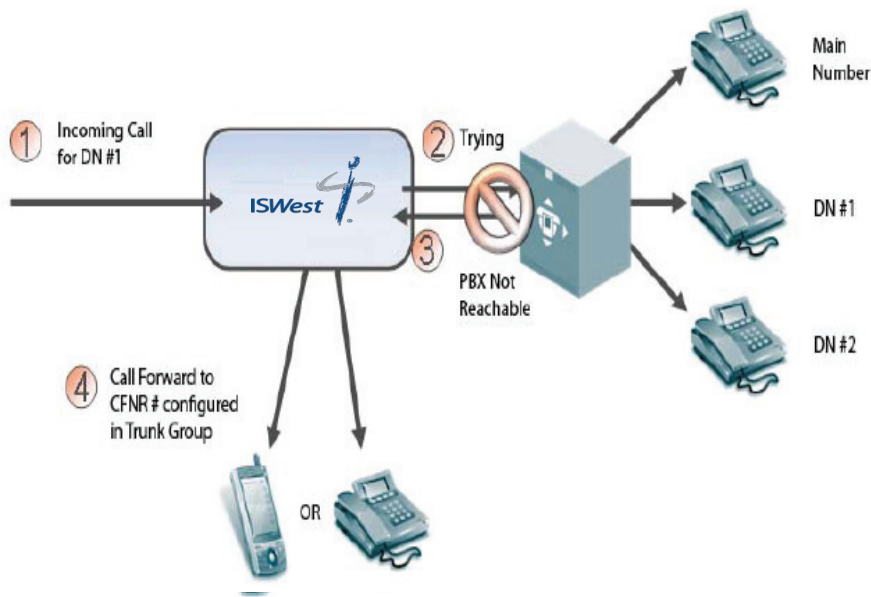 Main
Number
1
Incoming Call
for DN #1
2
Trying
ISWest
DN #1
3
PBX Not
Reachable
DN #2
4
Call Forward to
CFNR # configured
in Trunk Group
OR